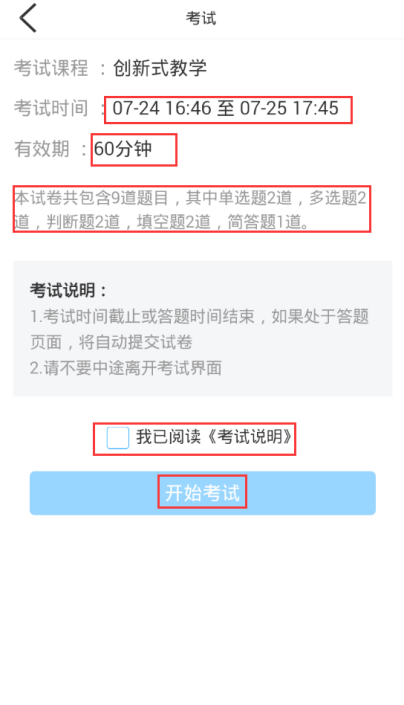 考试
考试课程 ：创新式教学
考试时间 ：07-24 16:46 至 07-25 17:45
有效期 ：60分钟
本试卷共包含9道题目，其中单选题2道，多选题2
道，判断题2道，填空题2道，简答题1道。
考试说明：
1.考试时间截止或答题时间结束，如果处于答题
页面，将自动提交试卷
2.请不要中途离开考试界面
我已阅读《考试说明》
开始考试